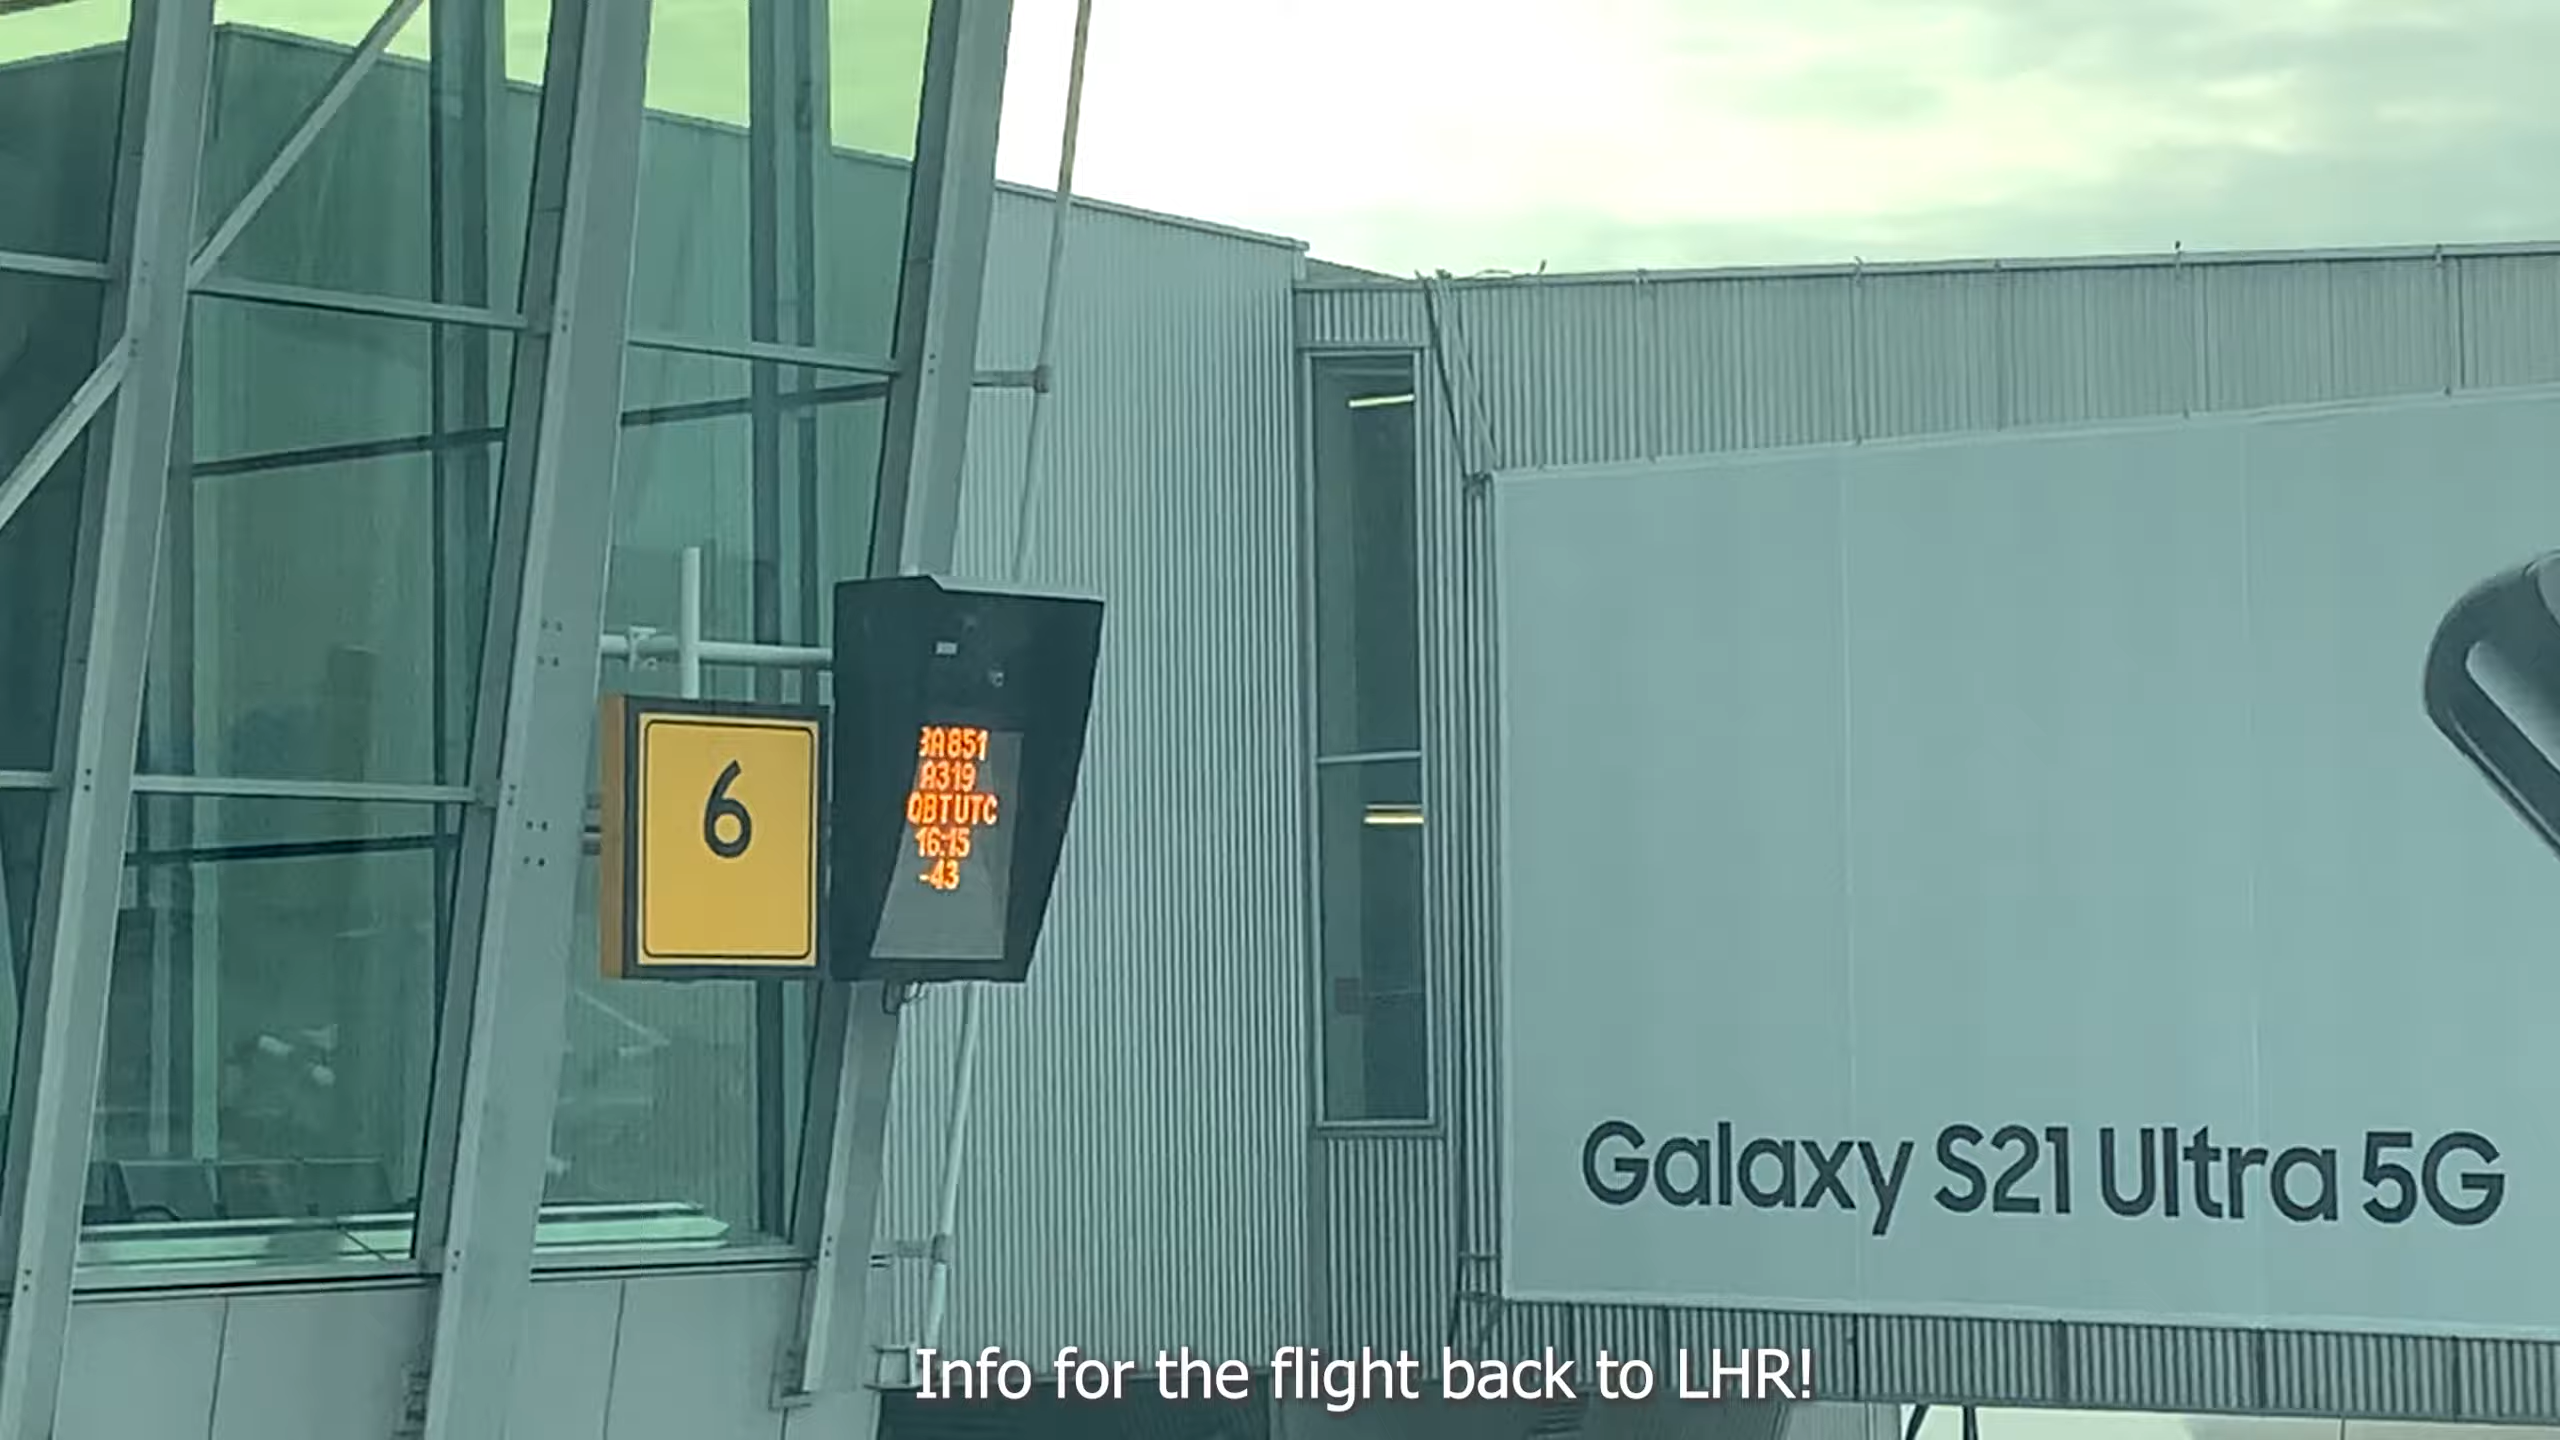 6
BA851
A319
OBT UTC
16:15
-43
Galaxy S21 Ultra 5G
Info for the flight back to LHR!